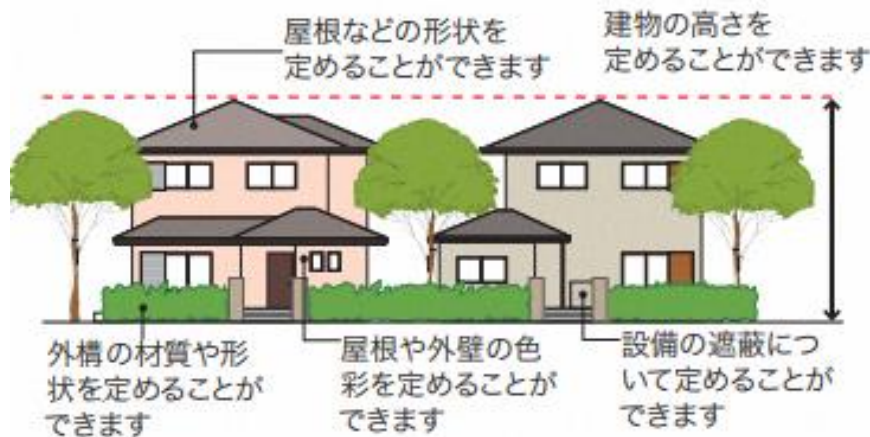 屋根などの形状を
定めることができます
建物の高さを
定めることができます
外構の材質や形
状を定めることが
できます
屋根や外壁の色
彩を定めることが
できます
設備の遮蔽につ
いて定めることが
できます